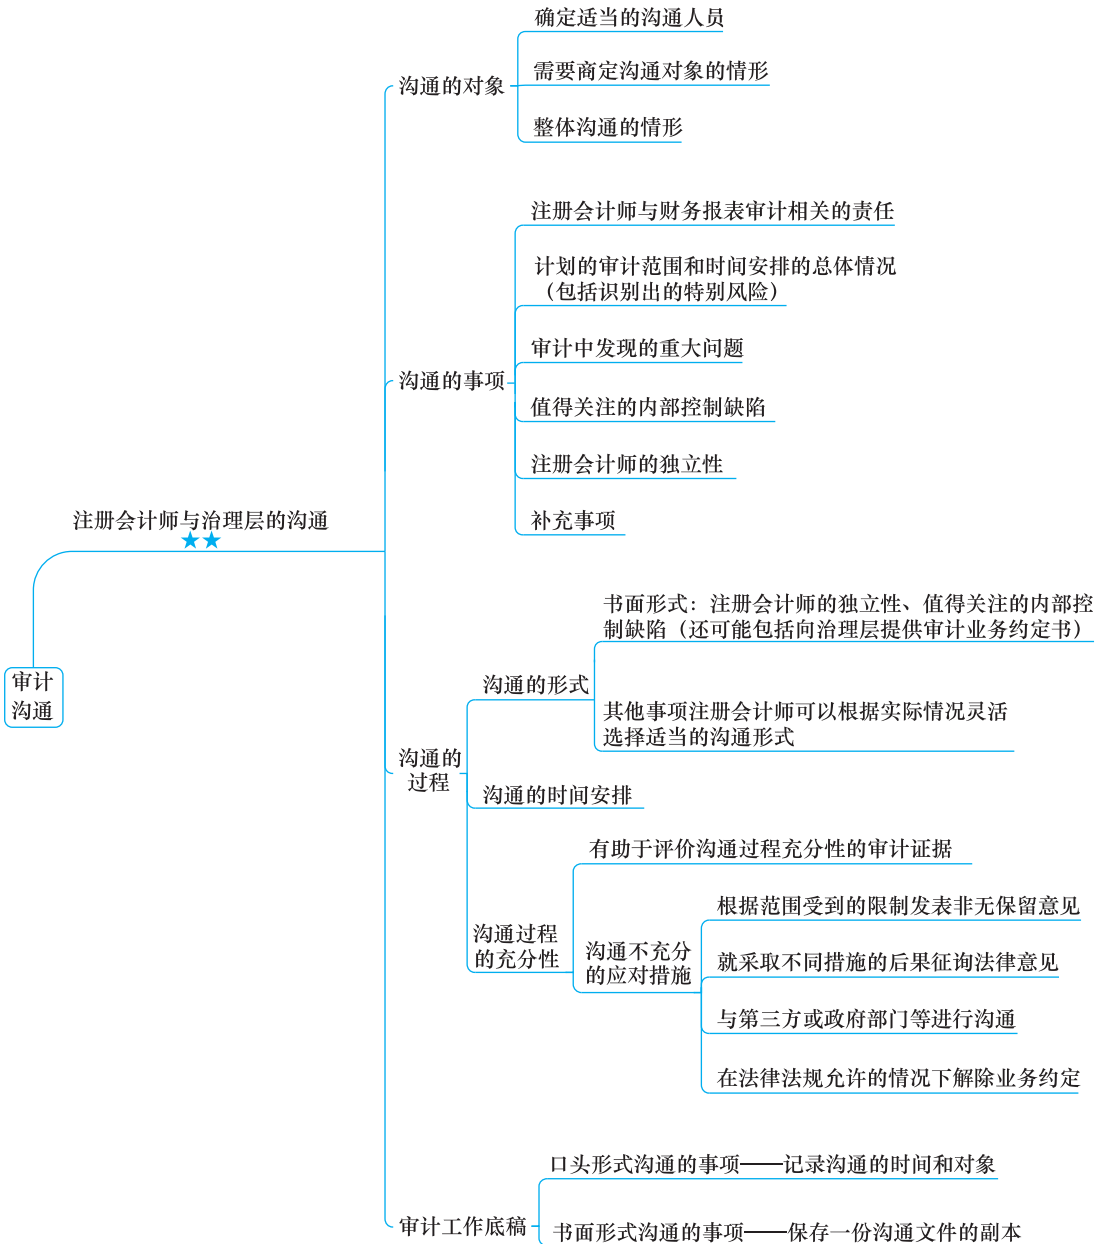 确定适当的沟通人员
需要商定沟通对象的情形
沟通的对象
整体沟通的情形
注册会计师与财务报表审计相关的责任
计划的审计范围和时间安排的总体情况
（包括识别出的特别风险）
审计中发现的重大问题
沟通的事项
值得关注的内部控制缺陷
注册会计师的独立性
补充事项
注册会计师与治理层的沟通
★★
审计
沟通
书面形式：注册会计师的独立性、值得关注的内部控
制缺陷（还可能包括向治理层提供审计业务约定书）
沟通的形式
其他事项注册会计师可以根据实际情况灵活
选择适当的沟通形式
沟通的
过程
沟通的时间安排
有助于评价沟通过程充分性的审计证据
沟通过程
的充分性
沟通不充分
的应对措施
根据范围受到的限制发表非无保留意见
就采取不同措施的后果征询法律意见
与第三方或政府部门等进行沟通
在法律法规允许的情况下解除业务约定
口头形式沟通的事项——记录沟通的时间和对象
审计工作底稿
书面形式沟通的事项——保存一份沟通文件的副本